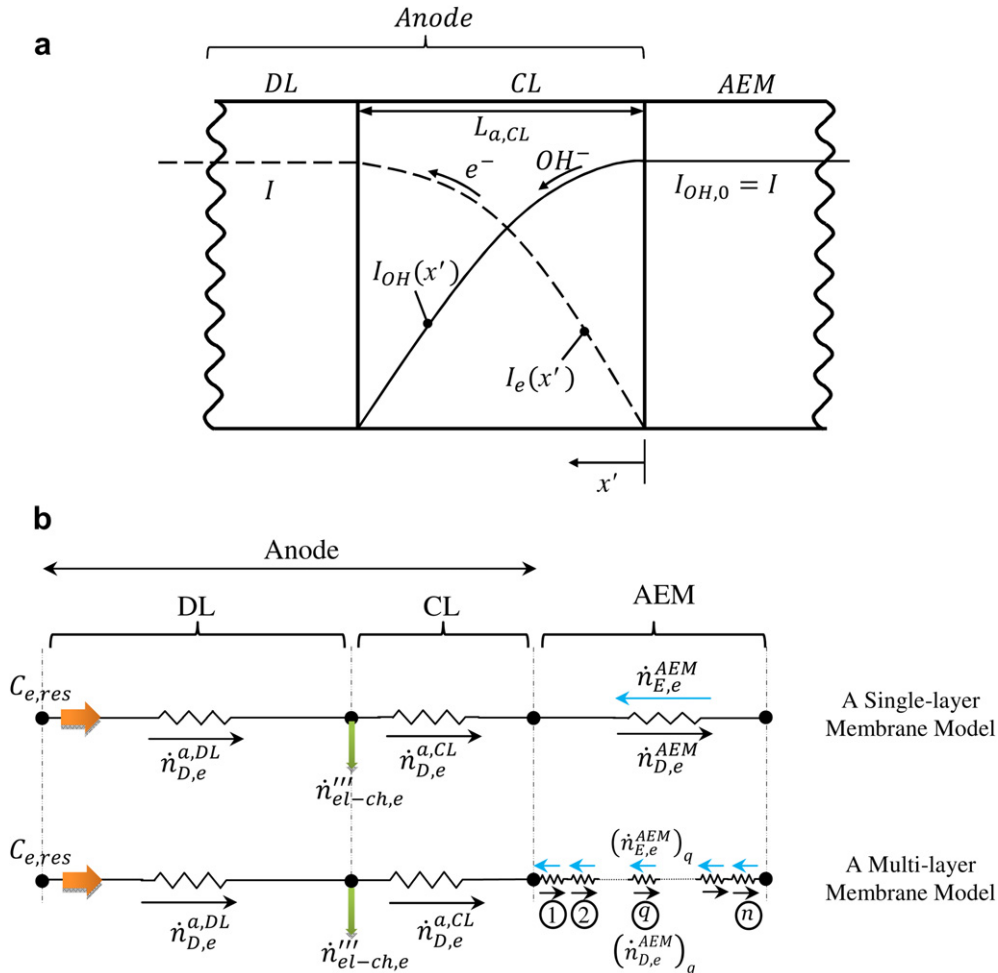 a
Anode
DL CL AEM
L_{a,CL}
e^- OH^-
I I_{OH,0} = I
I_{OH}(x′)
I_e(x′)
x′
b
Anode
DL CL AEM
C_{e,res} ṅ_{E,e}^{AEM} A Single-layer
Membrane Model
ṅ_{D,e}^{a,DL} ṅ_{D,e}^{a,CL} ṅ_{D,e}^{AEM}
ṅ‴_{el−ch,e}
C_{e,res} (ṅ_{E,e}^{AEM})_q A Multi-layer
Membrane Model
1 2 q n
ṅ_{D,e}^{a,DL} ṅ_{D,e}^{a,CL} (ṅ_{D,e}^{AEM})_q
ṅ‴_{el−ch,e}